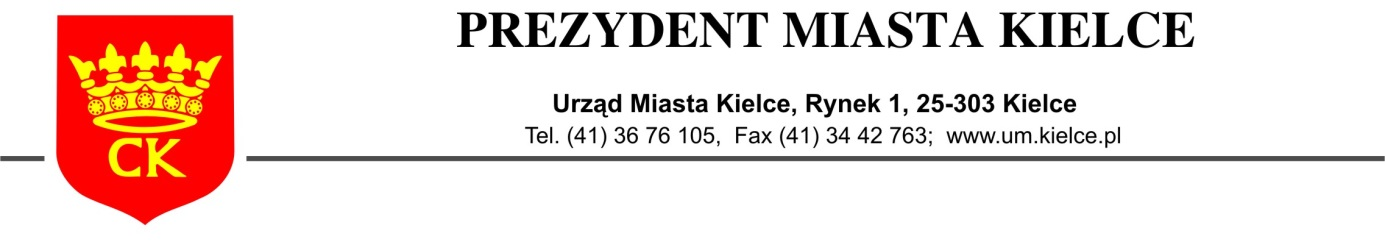 PREZYDENT MIASTA KIELCE
Urząd Miasta Kielce, Rynek 1, 25-303 Kielce
Tel. (41) 36 76 105, Fax (41) 34 42 763; www.um.kielce.pl
CK